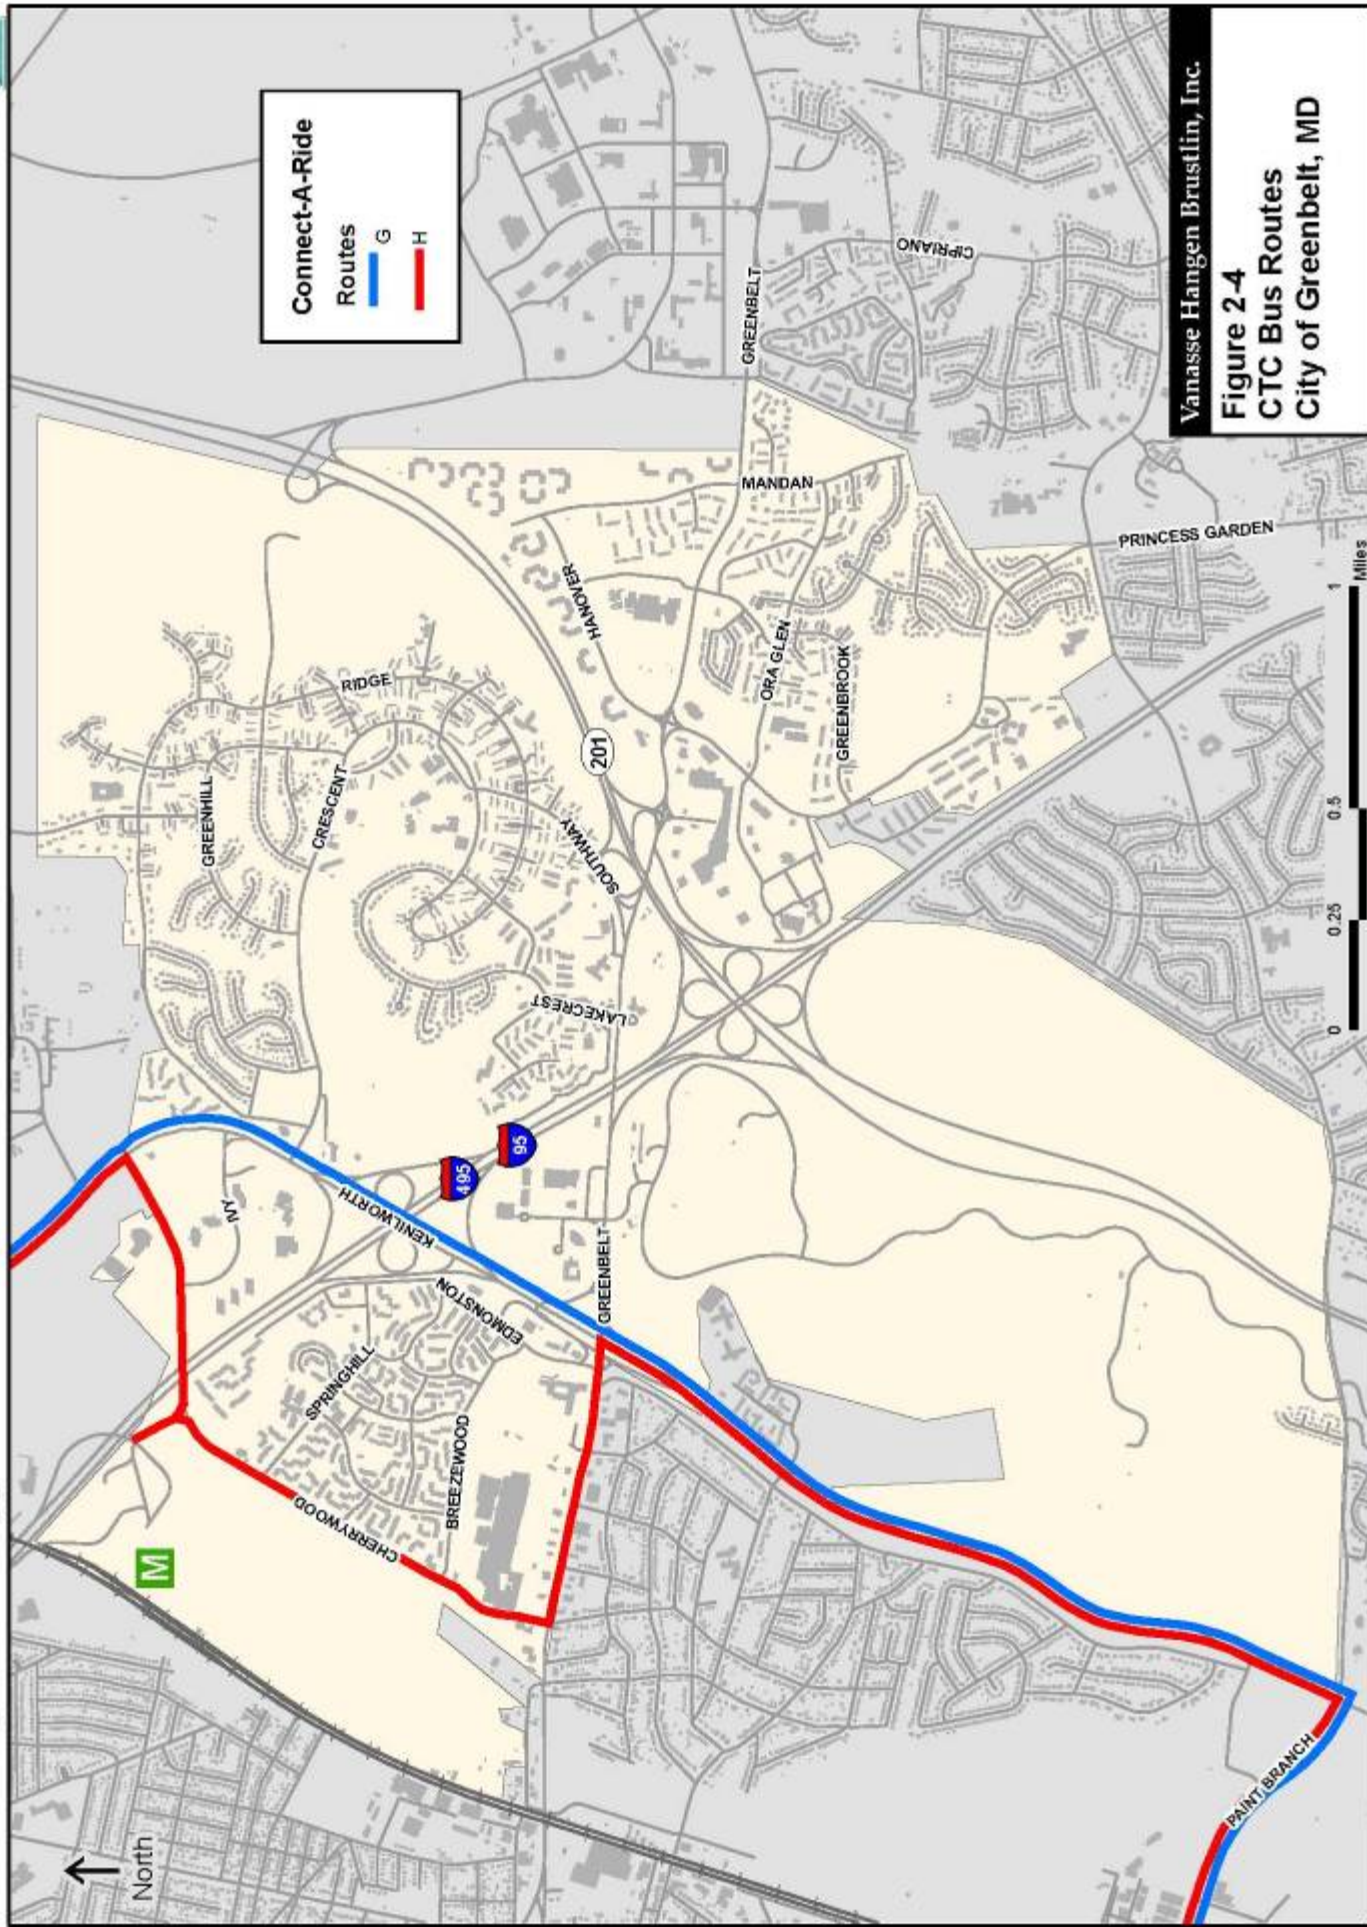 Connect-A-Ride
Routes
G
H
Vanasse Hangen Brustlin, Inc.
Figure 2-4
CTC Bus Routes
City of Greenbelt, MD
North
M
GREENHILL
RIDGE
CRESCENT
IVY
KENILWORTH
SPRINGHILL
EDMONSTON
CHERRYWOOD
BREEZEWOOD
495
95
LAKECREST
SOUTHWAY
201
HANOVER
GREENBELT
GREENBELT
MANDAN
ORA GLEN
GREENBROOK
CIPRIANO
PRINCESS GARDEN
PAINT BRANCH
0 0.25 0.5 1
Miles